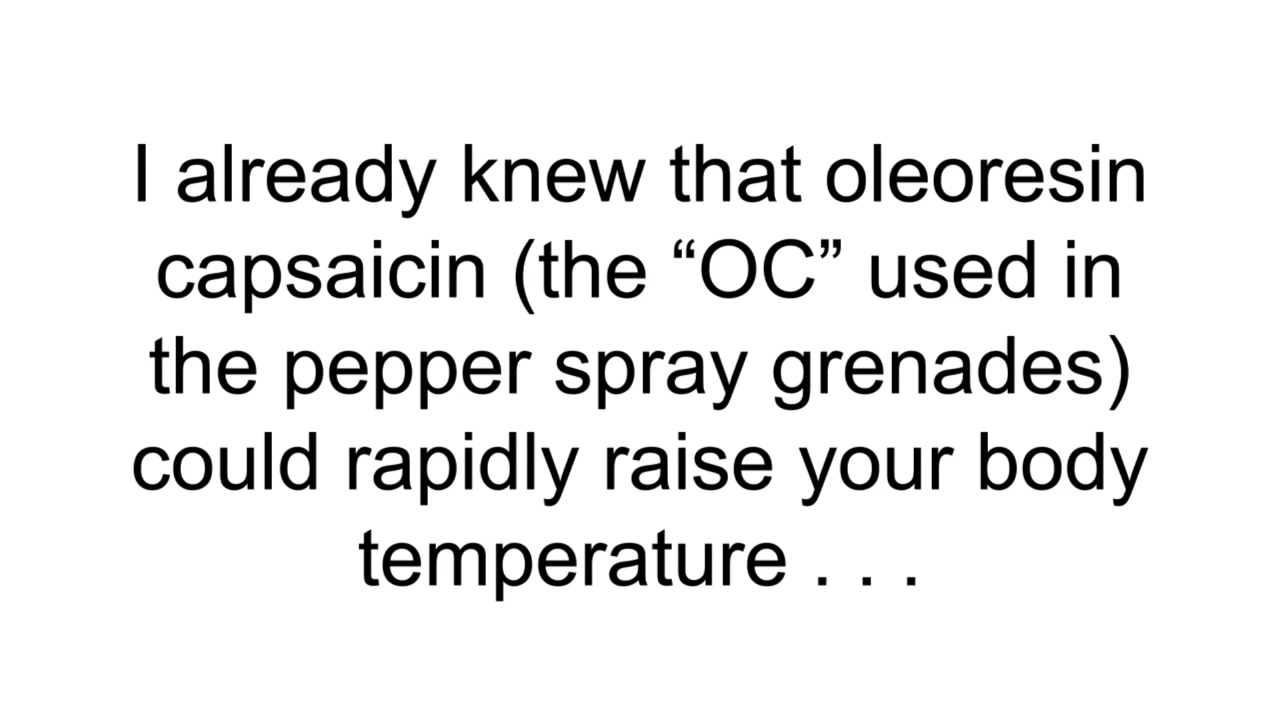 I already knew that oleoresin
capsaicin (the “OC” used in
the pepper spray grenades)
could rapidly raise your body
temperature . . .